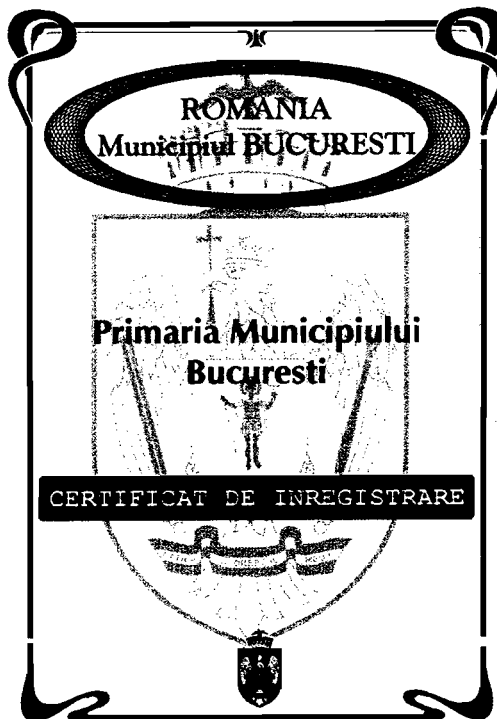 ROMANIA
Municipiul BUCURESTI
Primaria Municipiului
Bucuresti
CERTIFICAT DE INREGISTRARE